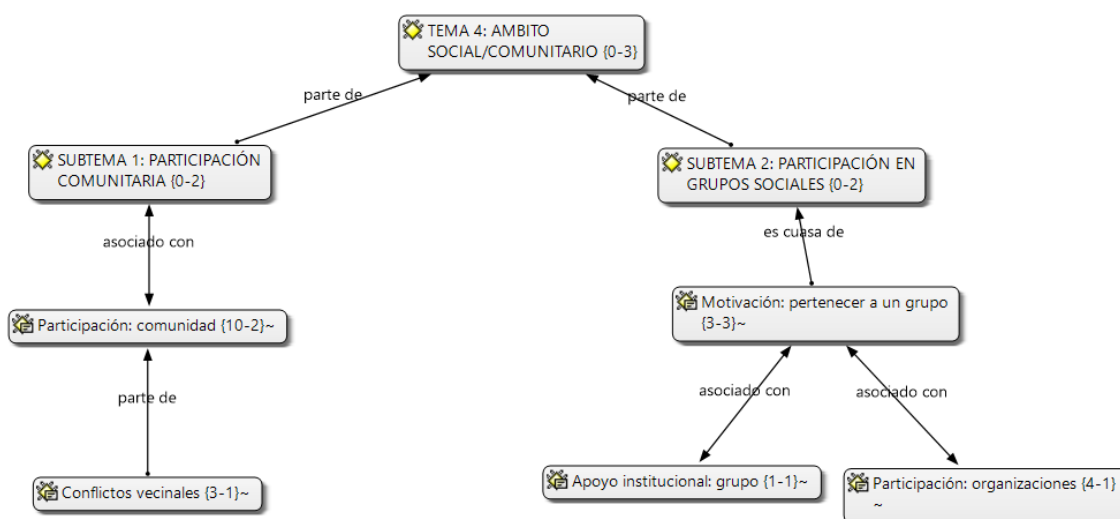 TEMA 4: AMBITO
SOCIAL/COMUNITARIO {0-3}
parte de
parte de
SUBTEMA 1: PARTICIPACIÓN
COMUNITARIA {0-2}
SUBTEMA 2: PARTICIPACIÓN EN
GRUPOS SOCIALES {0-2}
asociado con
es cuasa de
Participación: comunidad {10-2}~
Motivación: pertenecer a un grupo
{3-3}~
parte de
asociado con
asociado con
Conflictos vecinales {3-1}~
Apoyo institucional: grupo {1-1}~
Participación: organizaciones {4-1}
~